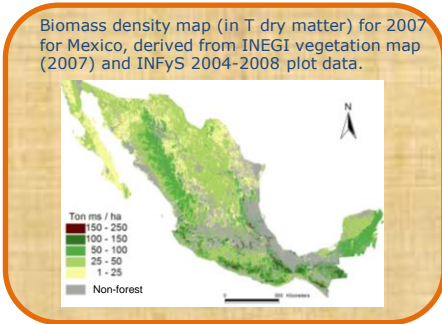 Biomass density map (in T dry matter) for 2007
for Mexico, derived from INEGI vegetation map
(2007) and INFyS 2004-2008 plot data.
N
Ton ms / ha
150 - 250
100 - 150
50 - 100
25 - 50
1 - 25
Non-forest
Kilometers